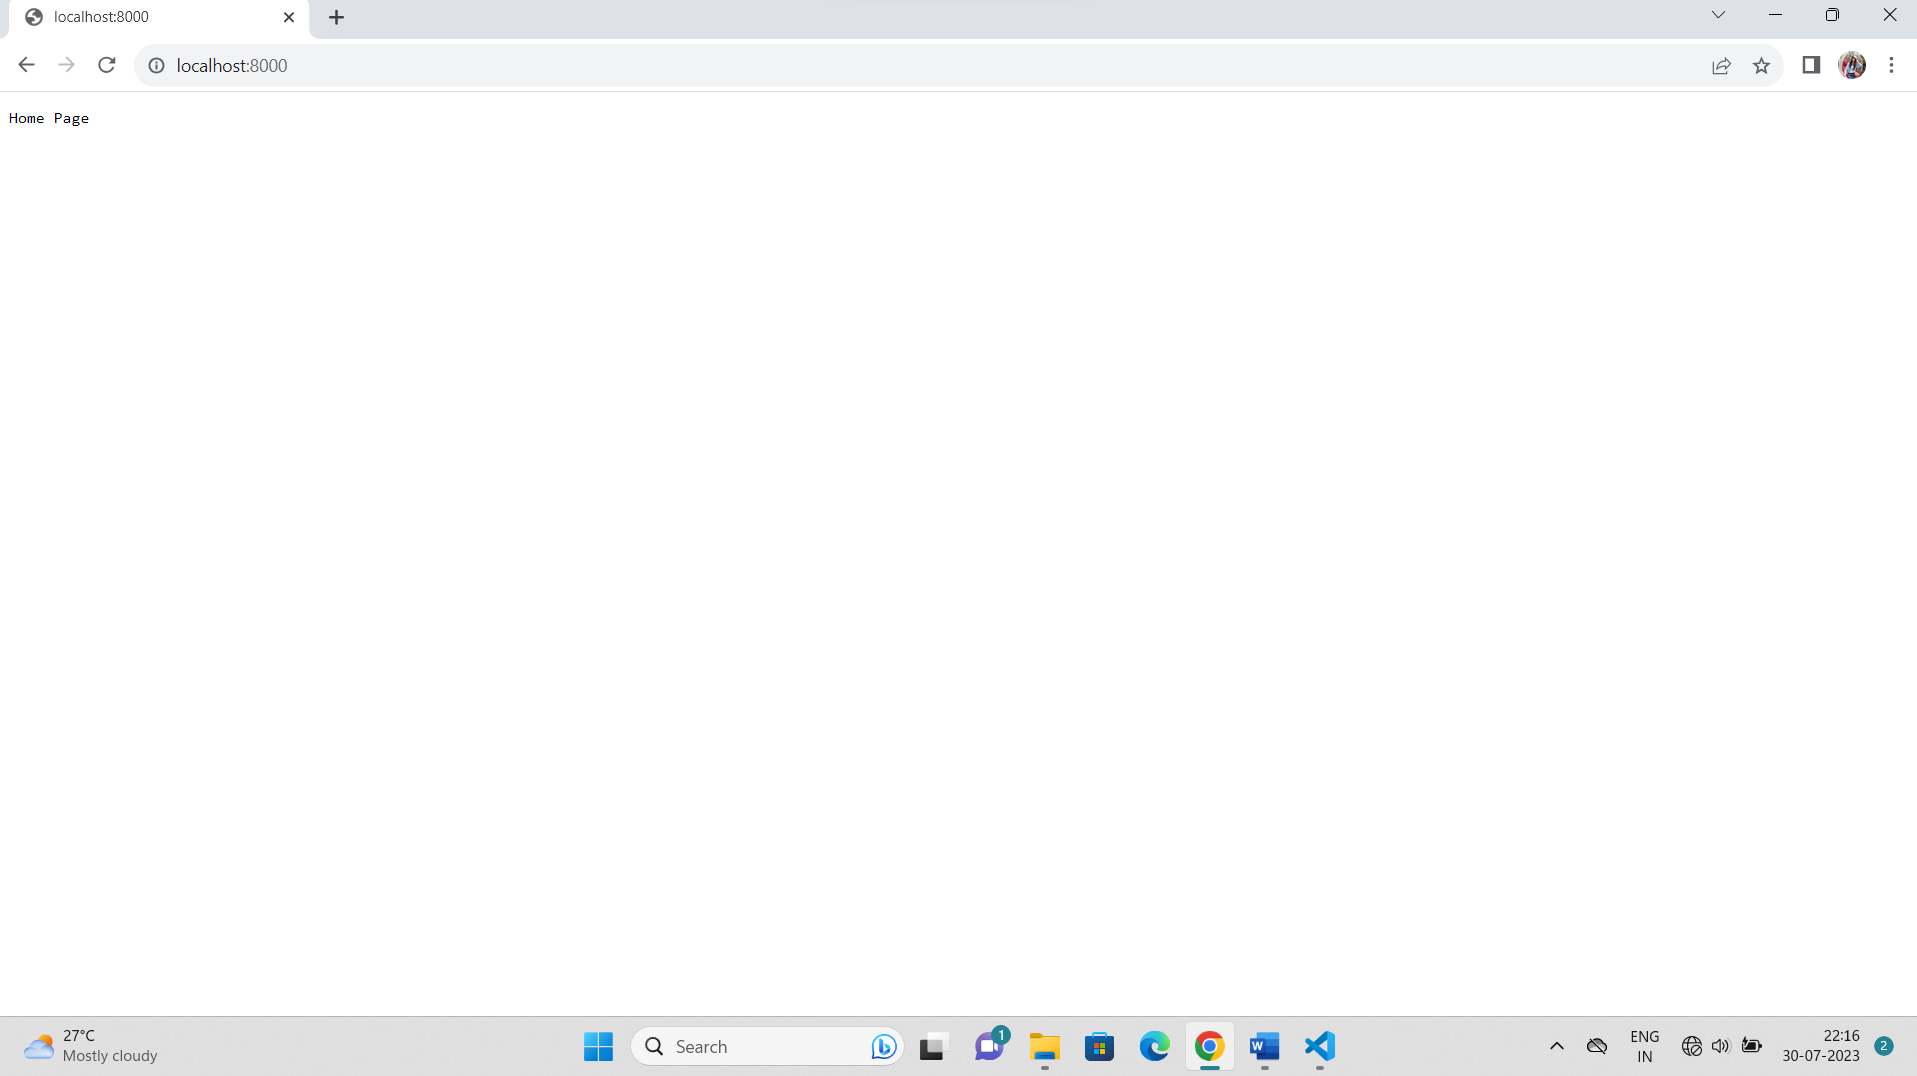 localhost:8000
localhost:8000
Home Page
27°C
Mostly cloudy
Search
1
W
ENG
IN
22:16
30-07-2023
2